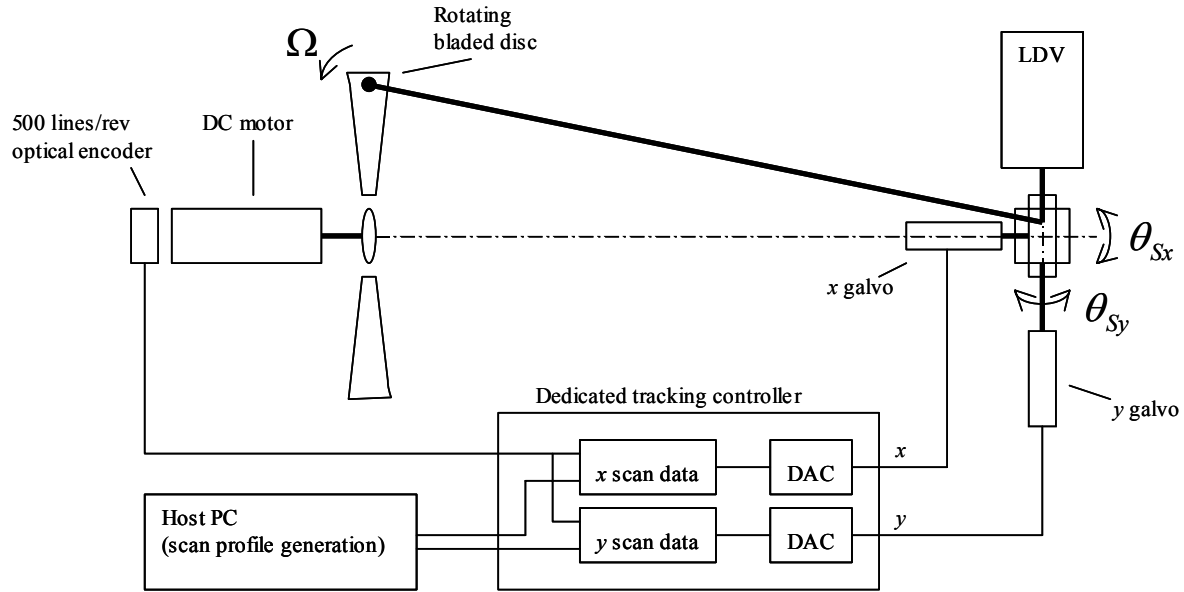 Rotating
bladed disc
Ω
LDV
500 lines/rev
optical encoder
DC motor
θSx
x galvo
θSy
y galvo
Dedicated tracking controller
x scan data
DAC
x
Host PC
(scan profile generation)
y scan data
DAC
y